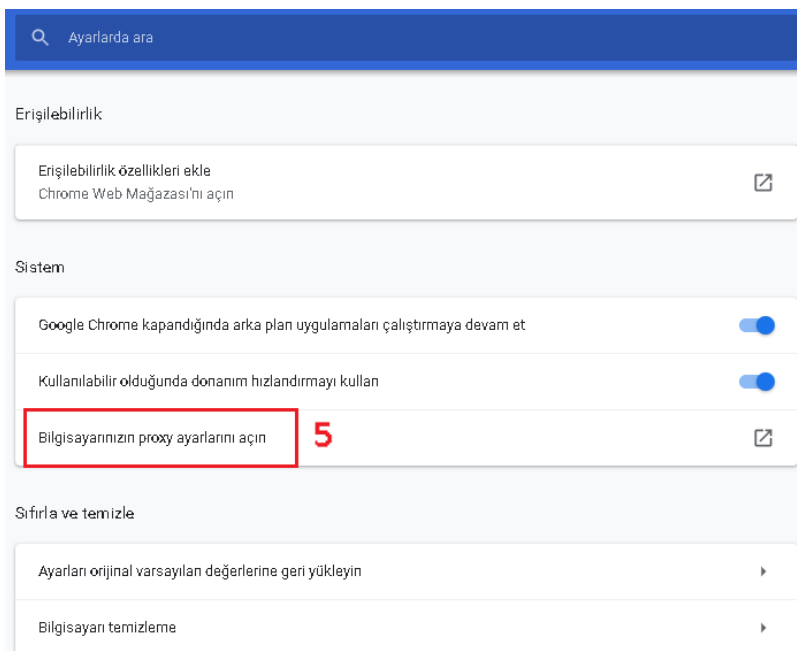 Ayarlarda ara
Erişilebilirlik
Erişilebilirlik özellikleri ekle
Chrome Web Mağazası'nı açın
Sistem
Google Chrome kapandığında arka plan uygulamaları çalıştırmaya devam et
Kullanılabilir olduğunda donanım hızlandırmayı kullan
Bilgisayarınızın proxy ayarlarını açın 5
Sıfırla ve temizle
Ayarları orijinal varsayılan değerlerine geri yükleyin
Bilgisayarı temizleme